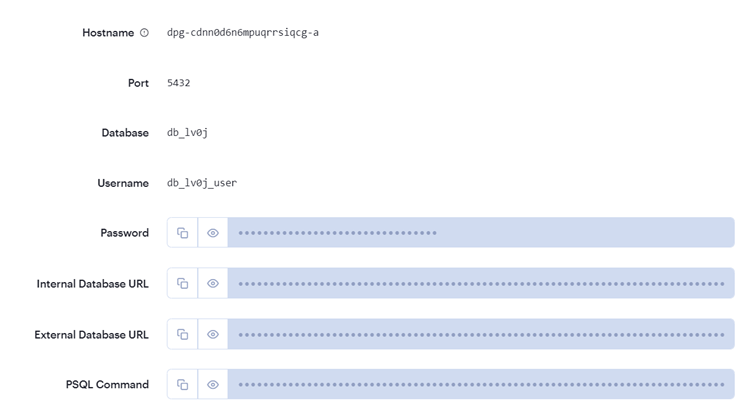 Hostname dpg-cdnn0d6n6mpuqrrsiqcg-a
Port 5432
Database db_lv0j
Username db_lv0j_user
Password ••••••••••••••••••••••••••••••••
Internal Database URL
External Database URL
PSQL Command